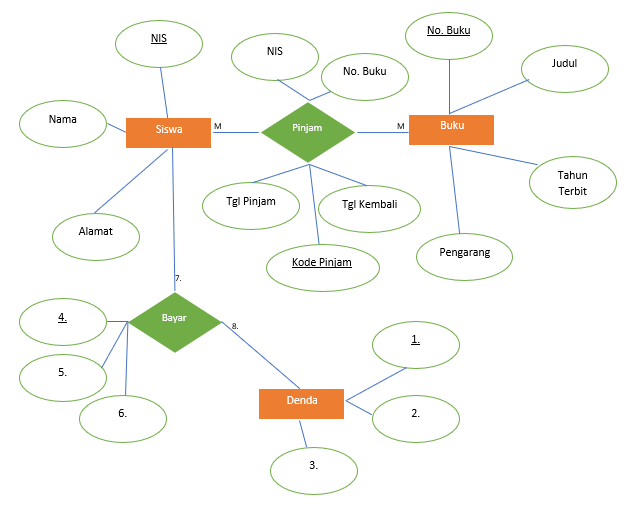 No. Buku
NIS
NIS
Judul
No. Buku
Nama
Siswa
M
Pinjam
M
Buku
Tahun
Terbit
Tgl Pinjam
Tgl Kembali
Alamat
Pengarang
Kode Pinjam
7.
4.
Bayar
8.
1.
5.
Denda
6.
2.
3.